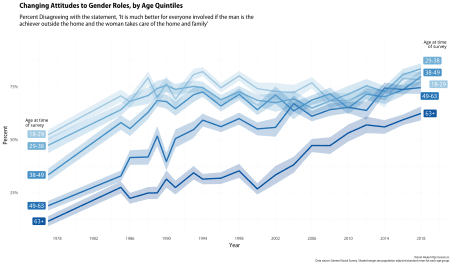 Changing Attitudes to Gender Roles, by Age Quintiles
Percent Disagreeing with the statement, 'It is much better for everyone involved if the man is the
achiever outside the home and the woman takes care of the home and family'
Age at time
of survey
29-38
38-49
18-29
49-63
63+
75%
Age at time
of survey
18-29
29-38
50%
Percent
38-49
25%
49-63
63+
1978 1982 1986 1990 1994 1998 2002 2006 2010 2014 2018
Year